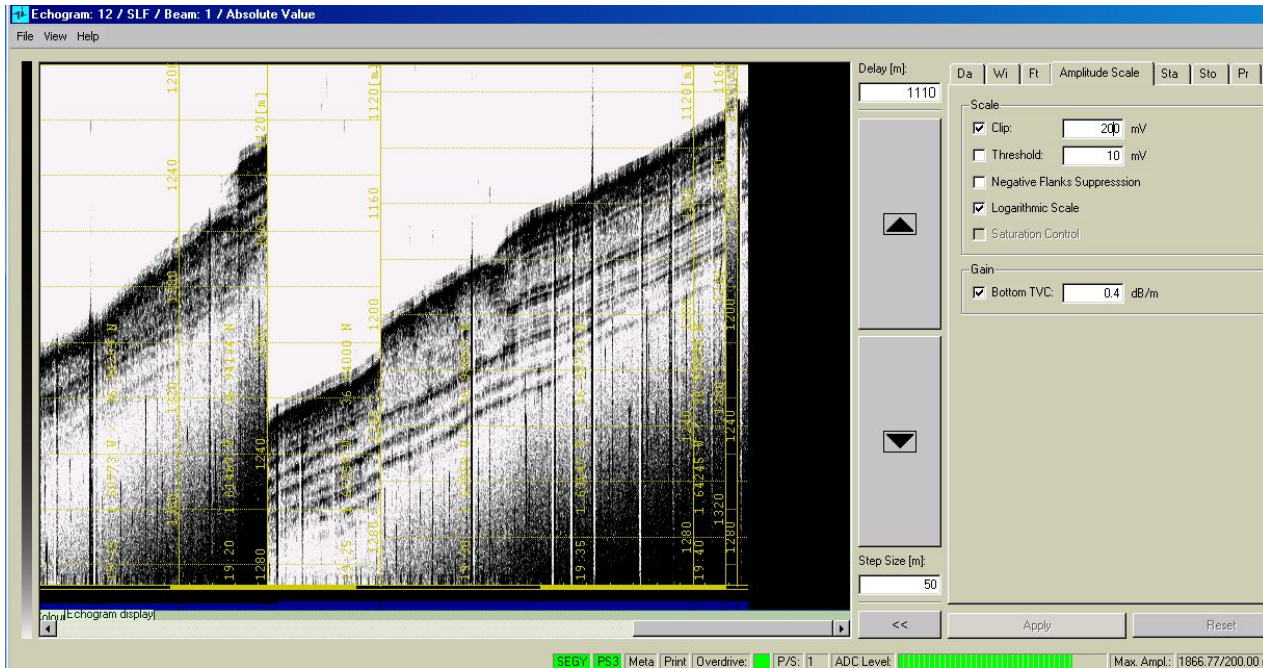 Echogram: 12 / SLF / Beam: 1 / Absolute Value
File View Help
Delay [m]:
1110
Da Wi Ft Amplitude Scale Sta Sto Pr
Scale
Clip: 200 mV
Threshold: 10 mV
Negative Flanks Suppresssion
Logarithmic Scale
Saturation Control
Gain
Bottom TVC: 0.4 dB/m
1200
1240
1320
1120[m]
1160
1200
1240
1280
1120[m]
1160
1200
1240
1280
1320
19:20
19:25
19:35
19:40
Step Size [m]:
50
<<
Apply
Reset
Echogram display
SEGY PS3 Meta Print Overdrive: P/S: 1 ADC Level: Max. Ampl.: 1866.77/200.00